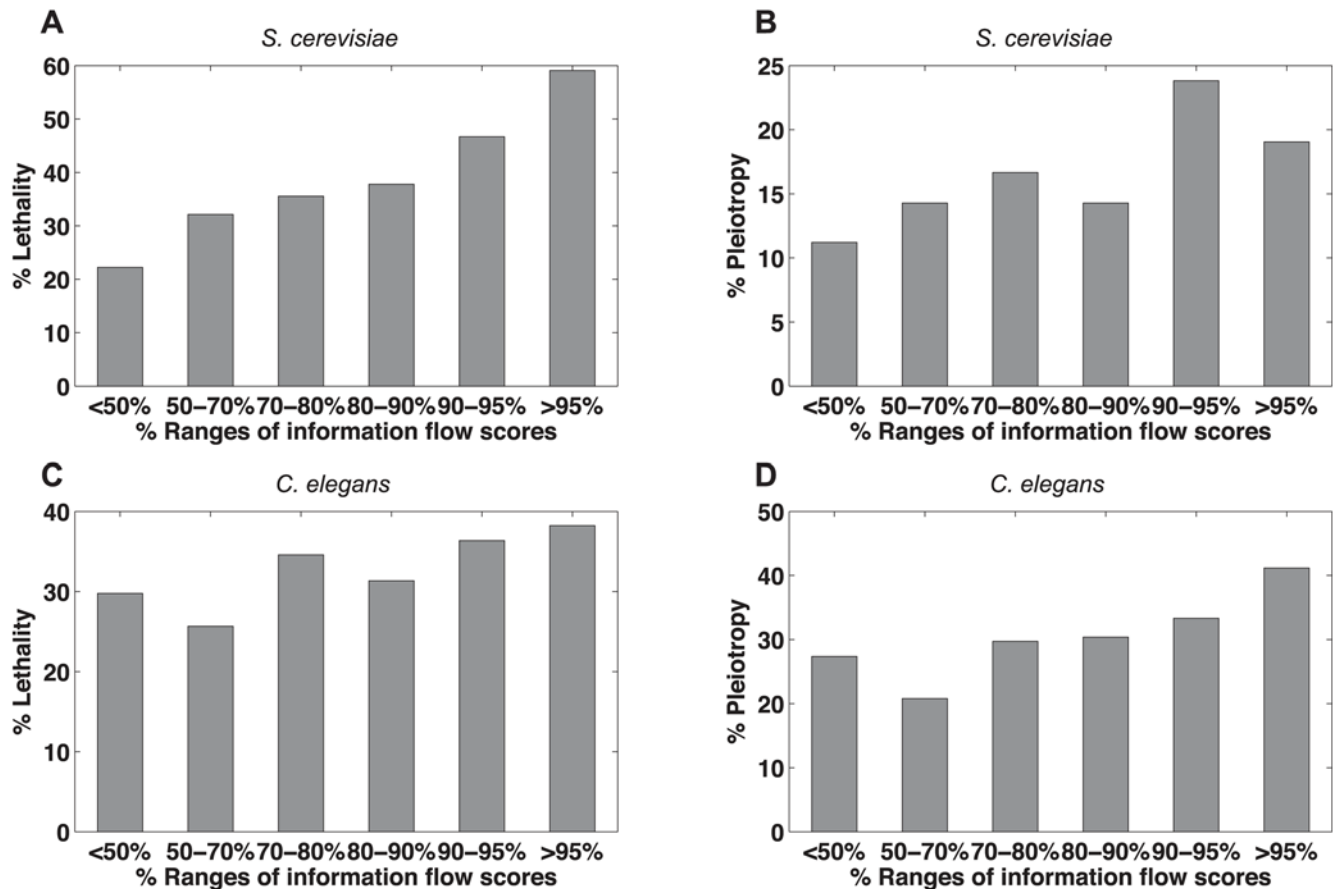 A
S. cerevisiae
% Lethality
60
50
40
30
20
10
0
<50% 50–70% 70–80% 80–90% 90–95% >95%
% Ranges of information flow scores
B
S. cerevisiae
% Pleiotropy
25
20
15
10
5
0
<50% 50–70% 70–80% 80–90% 90–95% >95%
% Ranges of information flow scores
C
C. elegans
% Lethality
40
30
20
10
0
<50% 50–70% 70–80% 80–90% 90–95% >95%
% Ranges of information flow scores
D
C. elegans
% Pleiotropy
50
40
30
20
10
0
<50% 50–70% 70–80% 80–90% 90–95% >95%
% Ranges of information flow scores